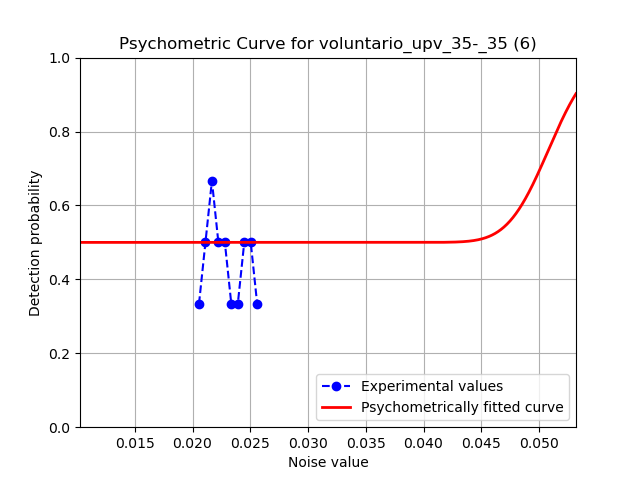 Psychometric Curve for voluntario_upv_35-_35 (6)
1.0
0.8
0.6
0.4
0.2
0.0
Detection probability
Experimental values
Psychometrically fitted curve
0.015 0.020 0.025 0.030 0.035 0.040 0.045 0.050
Noise value